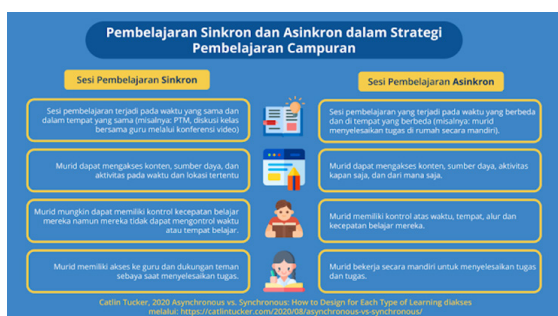 Pembelajaran Sinkron dan Asinkron dalam Strategi
Pembelajaran Campuran
Sesi Pembelajaran Sinkron
Sesi pembelajaran terjadi pada waktu yang sama dan
dalam tempat yang sama (misalnya: PTM, diskusi kelas
bersama guru melalui konferensi video)
Murid dapat mengakses konten, sumber daya, dan
aktivitas pada waktu dan lokasi tertentu
Murid mungkin dapat memiliki kontrol kecepatan belajar
mereka namun mereka tidak dapat mengontrol waktu
atau tempat belajar.
Murid memiliki akses ke guru dan dukungan teman
sebaya saat menyelesaikan tugas.
Sesi Pembelajaran Asinkron
Sesi pembelajaran yang terjadi pada waktu yang berbeda
dan di tempat yang berbeda (misalnya: murid
menyelesaikan tugas di rumah secara mandiri).
Murid dapat mengakses konten, sumber daya, aktivitas
kapan saja, dan dari mana saja.
Murid memiliki kontrol atas waktu, tempat, alur dan
kecepatan belajar mereka.
Murid bekerja secara mandiri untuk menyelesaikan tugas
dan tugas.
Catlin Tucker, 2020 Asynchronous vs. Synchronous: How to Design for Each Type of Learning diakses
melalui: https://catlintucker.com/2020/08/asynchronous-vs-synchronous/